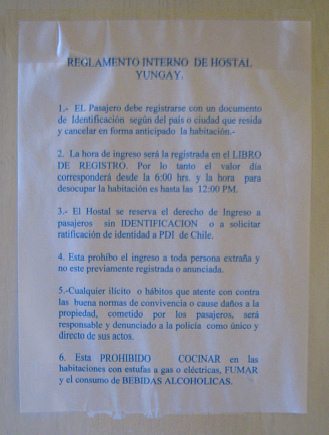 REGLAMENTO INTERNO DE HOSTAL
YUNGAY.
1.- EL Pasajero debe registrarse con un documento
de Identificación según del país o ciudad que resida
y cancelar en forma anticipado la habitación.-
2. La hora de ingreso será la registrada en el LIBRO
DE REGISTRO. Por lo tanto el valor día
corresponderá desde la 6:00 hrs. y la hora para
desocupar la habitación es hasta las 12:00 PM.
3.- El Hostal se reserva el derecho de Ingreso a
pasajeros sin IDENTIFICACION o a solicitar
ratificación de identidad a PDI de Chile.
4. Esta prohibo el ingreso a toda persona extraña y
no este previamente registrada o anunciada.
5.-Cualquier ilícito o hábitos que atente con contra
las buena normas de convivencia o cause daños a la
propiedad, cometido por los pasajeros, será
responsable y denunciado a la policía como único y
directo de sus actos.
6. Esta PROHIBIDO COCINAR en las
habitaciones con estufas a gas o eléctricas, FUMAR
y el consumo de BEBIDAS ALCOHOLICAS.